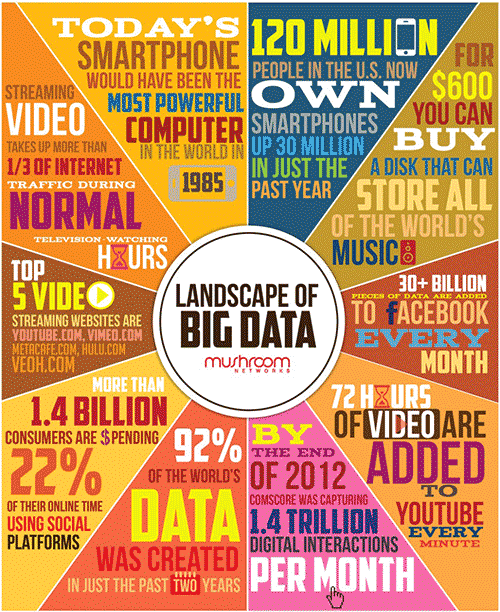 TODAY'S
SMARTPHONE
WOULD HAVE BEEN THE
MOST POWERFUL
COMPUTER
IN THE WORLD IN
1985
120 MILLION
PEOPLE IN THE U.S. NOW
OWN
SMARTPHONES
UP 30 MILLION
IN JUST THE
PAST YEAR
FOR
$600
YOU CAN
BUY
A DISK THAT CAN
STORE ALL
OF THE WORLD'S
MUSIC
30+ BILLION
PIECES OF DATA ARE ADDED
TO FACEBOOK
EVERY
MONTH
72 HOURS
OF VIDEO ARE
ADDED
TO
YOUTUBE
EVERY
MINUTE
BY
THE END
OF 2012
COMSCORE WAS CAPTURING
1.4 TRILLION
DIGITAL INTERACTIONS
PER MONTH
92%
OF THE WORLD'S
DATA
WAS CREATED
IN JUST THE PAST TWO YEARS
MORE THAN
1.4 BILLION
CONSUMERS ARE $PENDING
22%
OF THEIR ONLINE TIME
USING SOCIAL
PLATFORMS
TOP
5 VIDEO
STREAMING WEBSITES ARE
YOUTUBE.COM, VIMEO.COM
METACAFE.COM, HULU.COM
VEOH.COM
STREAMING
VIDEO
TAKES UP MORE THAN
1/3 OF INTERNET
TRAFFIC DURING
NORMAL
TELEVISION-WATCHING
HOURS
LANDSCAPE OF
BIG DATA
mushroom
NETWORKS